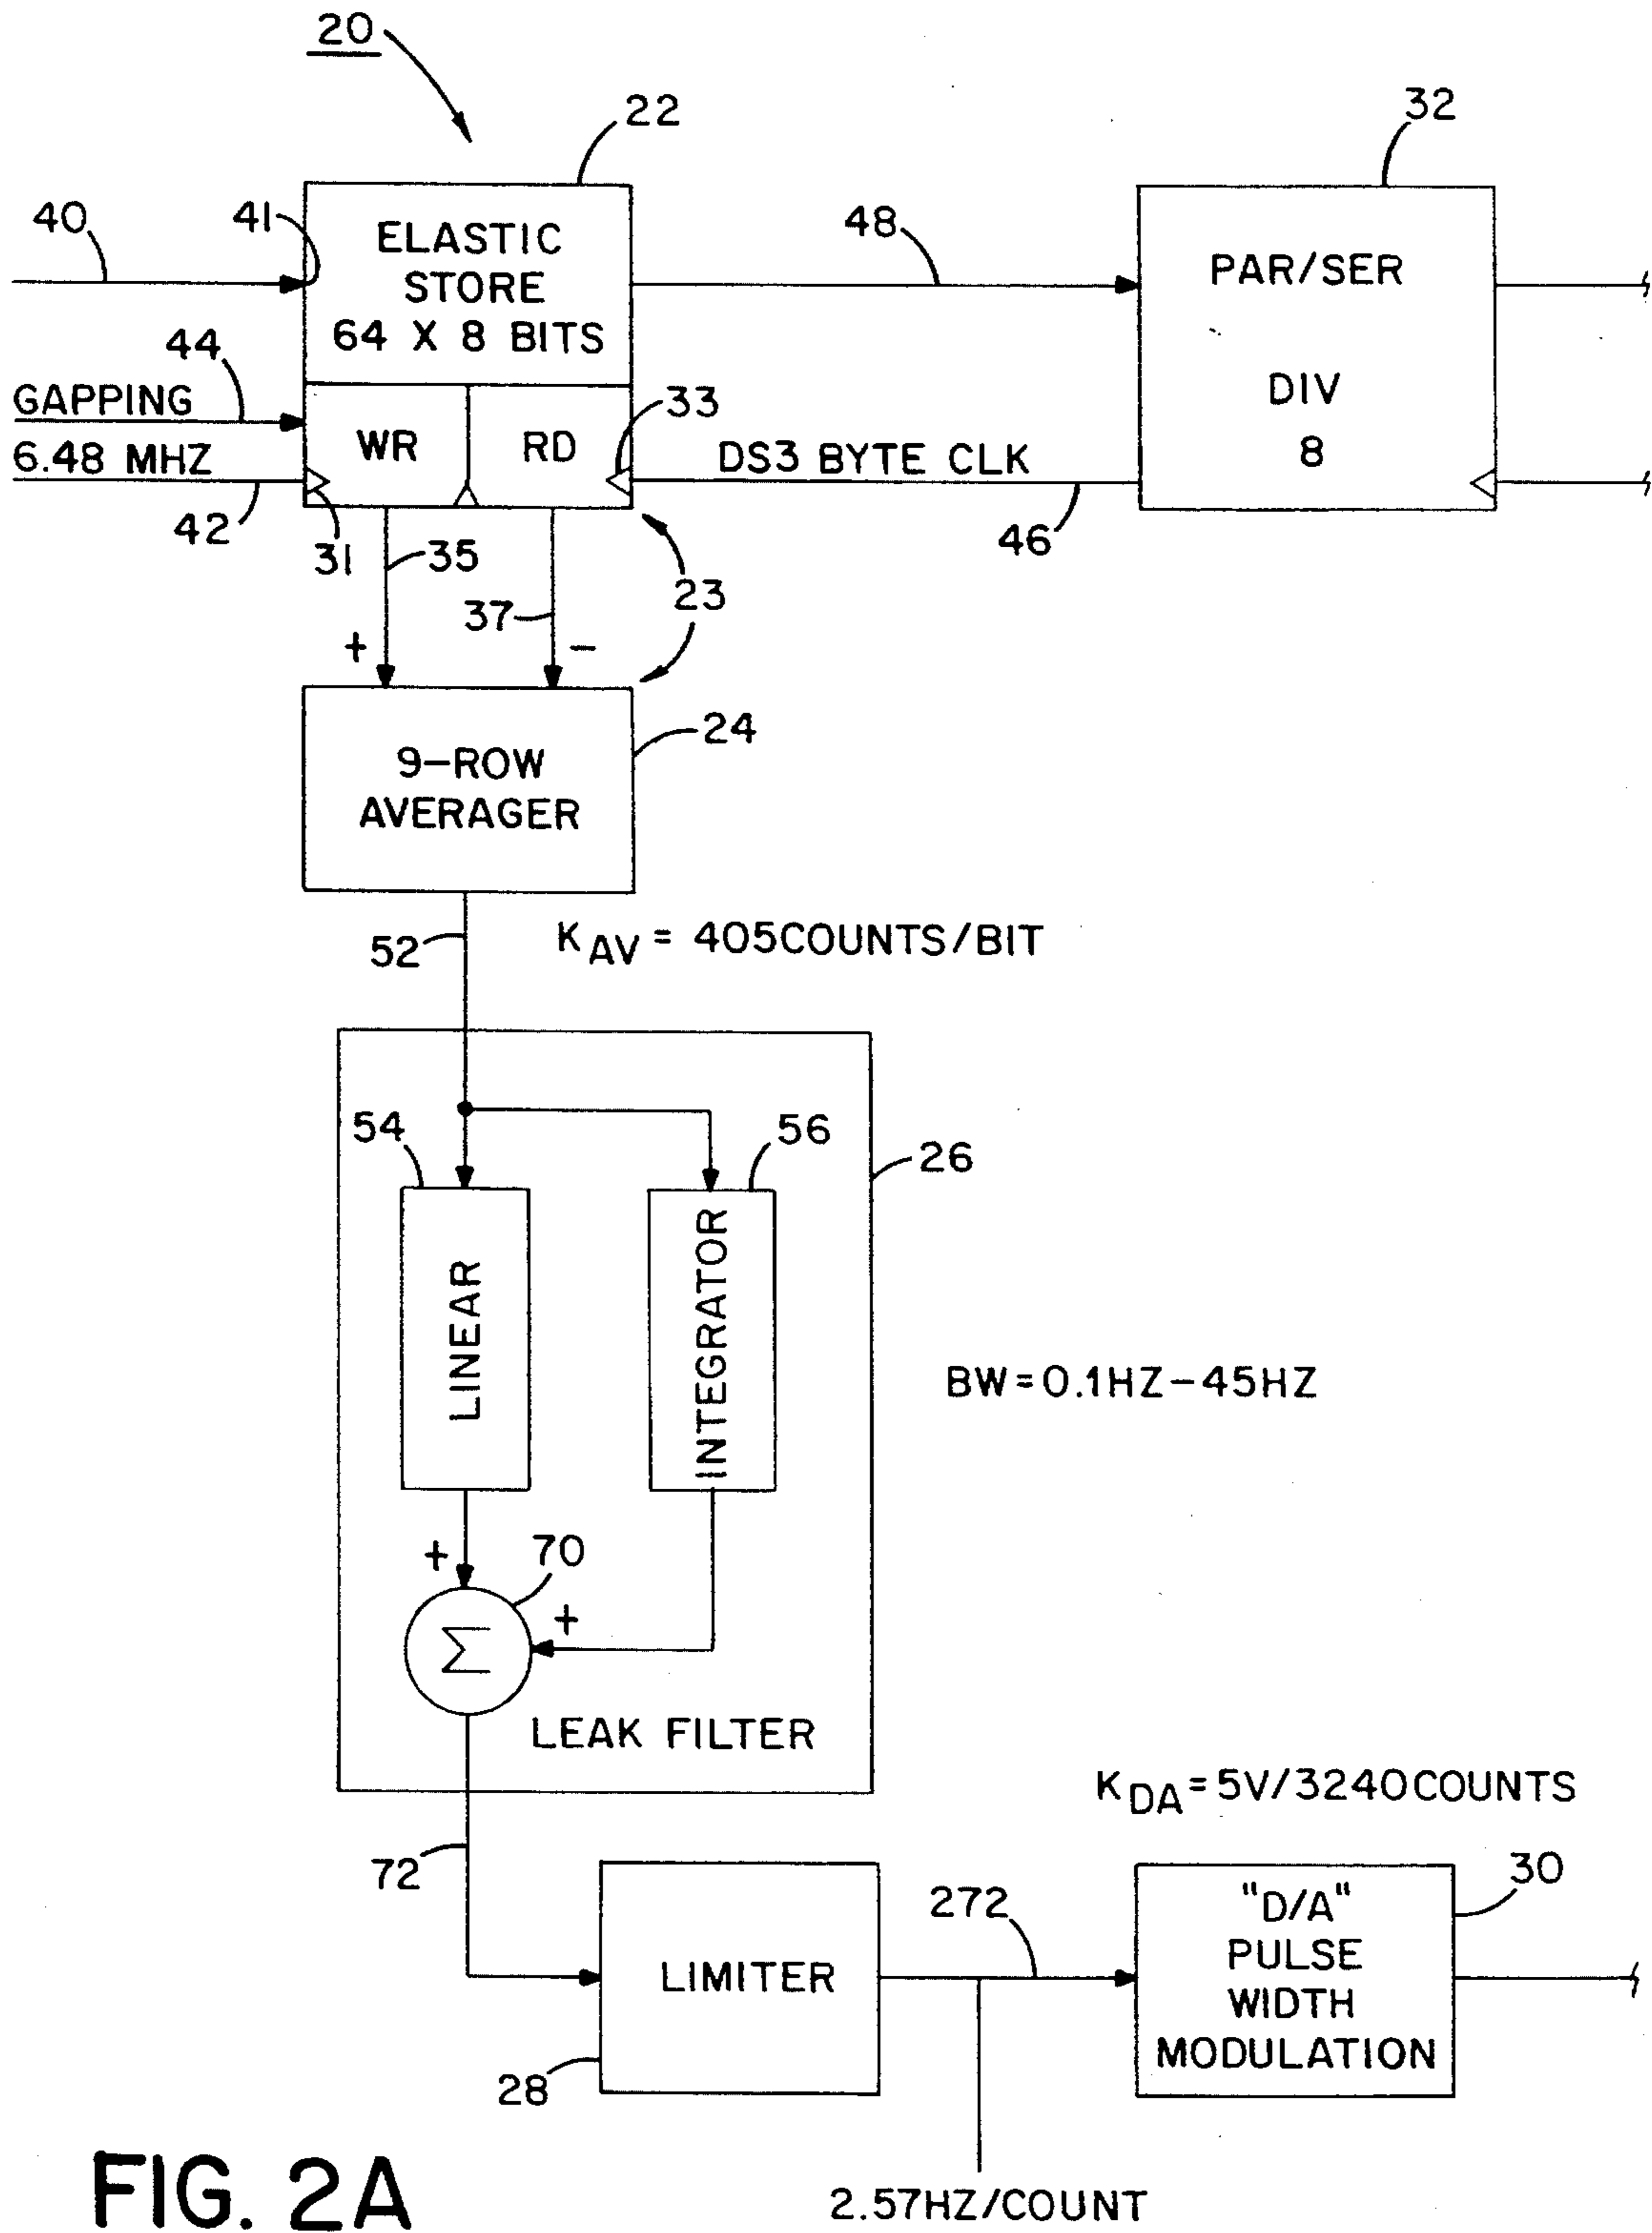 20
22
32
40
41
ELASTIC
STORE
64 X 8 BITS
48
PAR/SER
DIV
8
44
GAPPING
6.48 MHZ
WR
RD
33
DS3 BYTE CLK
42
31
35
46
37
23
+
-
9-ROW
AVERAGER
24
52
KAV = 405COUNTS/BIT
54
56
26
LINEAR
INTEGRATOR
BW=0.1HZ-45HZ
+
70
+
Σ
LEAK FILTER
KDA=5V/3240COUNTS
72
LIMITER
28
272
"D/A"
PULSE
WIDTH
MODULATION
30
2.57HZ/COUNT
FIG. 2A